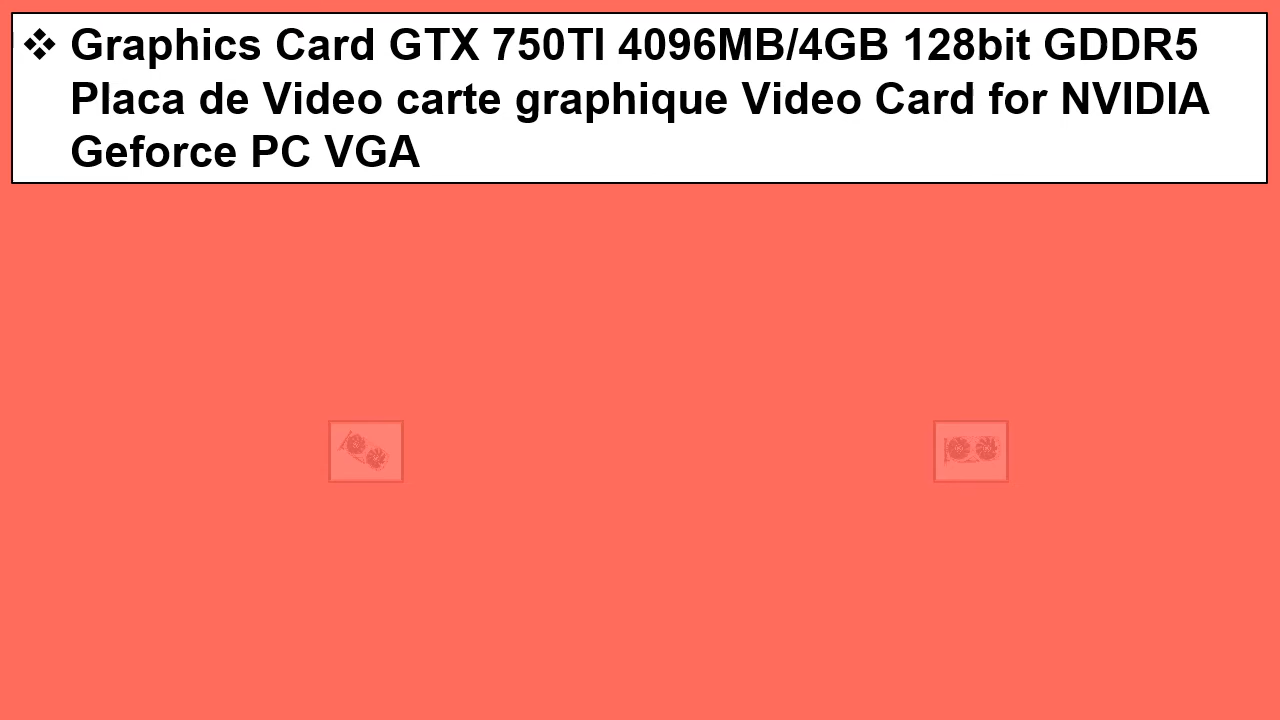 ❖ Graphics Card GTX 750TI 4096MB/4GB 128bit GDDR5
Placa de Video carte graphique Video Card for NVIDIA
Geforce PC VGA